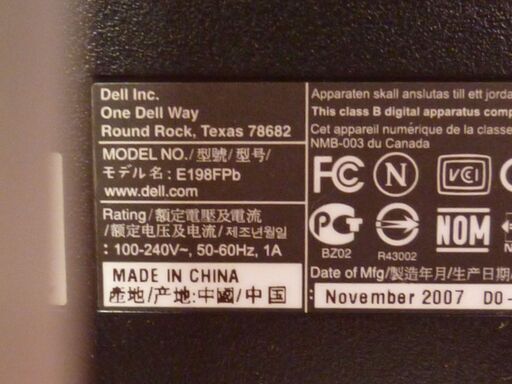 Dell Inc.
One Dell Way
Round Rock, Texas 78682
MODEL NO./型號/型号/
モデル名 : E198FPb
www.dell.com
Rating/額定電壓及電流
/额定电压及电流/ 제조년월일
: 100-240V~, 50-60Hz, 1A
MADE IN CHINA
產地/产地:中國/中国
Apparaten skall anslutas till ett jorda
This class B digital apparatus comp
Cet appareil numérique de la classe
NMB-003 du Canada
FC N VCI
PCT NOM
BZ02 R43002
Date of Mfg/製造年月/生产日期/
November 2007 D0-